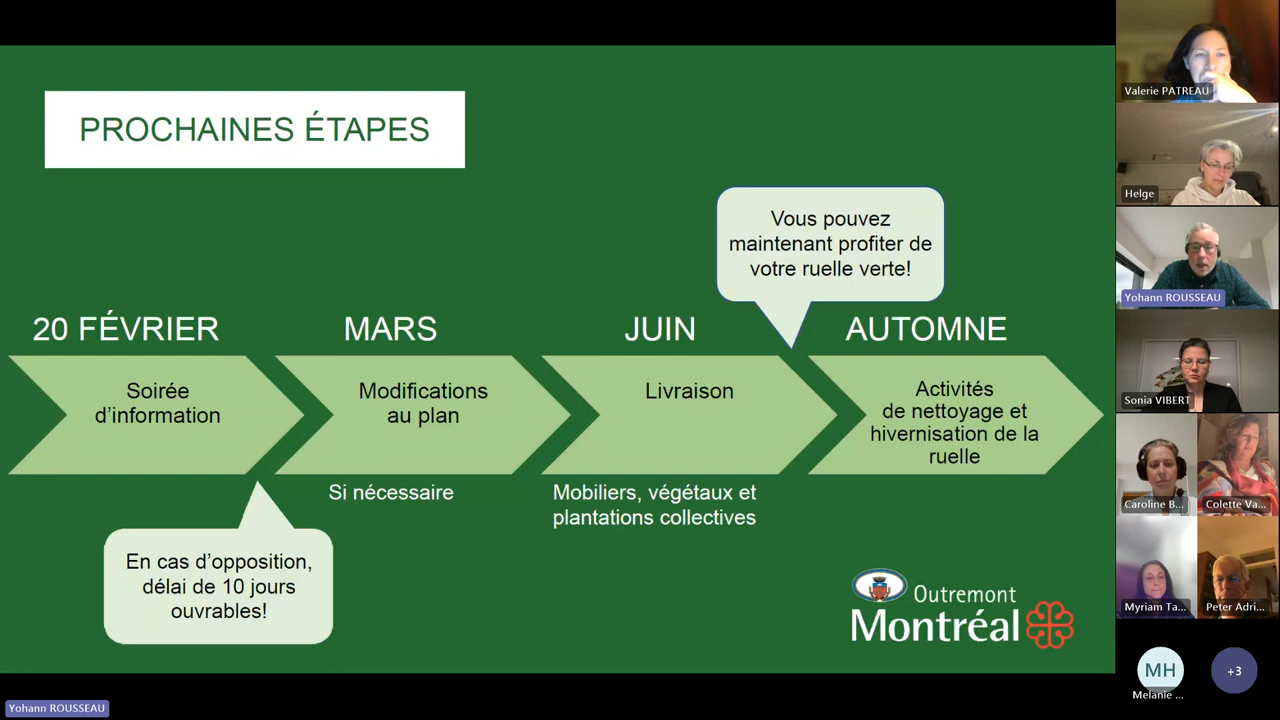 PROCHAINES ÉTAPES
Vous pouvez
maintenant profiter de
votre ruelle verte!
20 FÉVRIER
MARS
JUIN
AUTOMNE
Soirée
d’information
Modifications
au plan
Livraison
Activités
de nettoyage et
hivernisation de la
ruelle
Si nécessaire
Mobiliers, végétaux et
plantations collectives
En cas d’opposition,
délai de 10 jours
ouvrables!
Outremont
Montréal
Yohann ROUSSEAU
Valerie PATREAU
Helge
Yohann ROUSSEAU
Sonia VIBERT
Caroline B...
Colette Va...
Myriam Ta...
Peter Adri...
MH
Melanie ...
+3